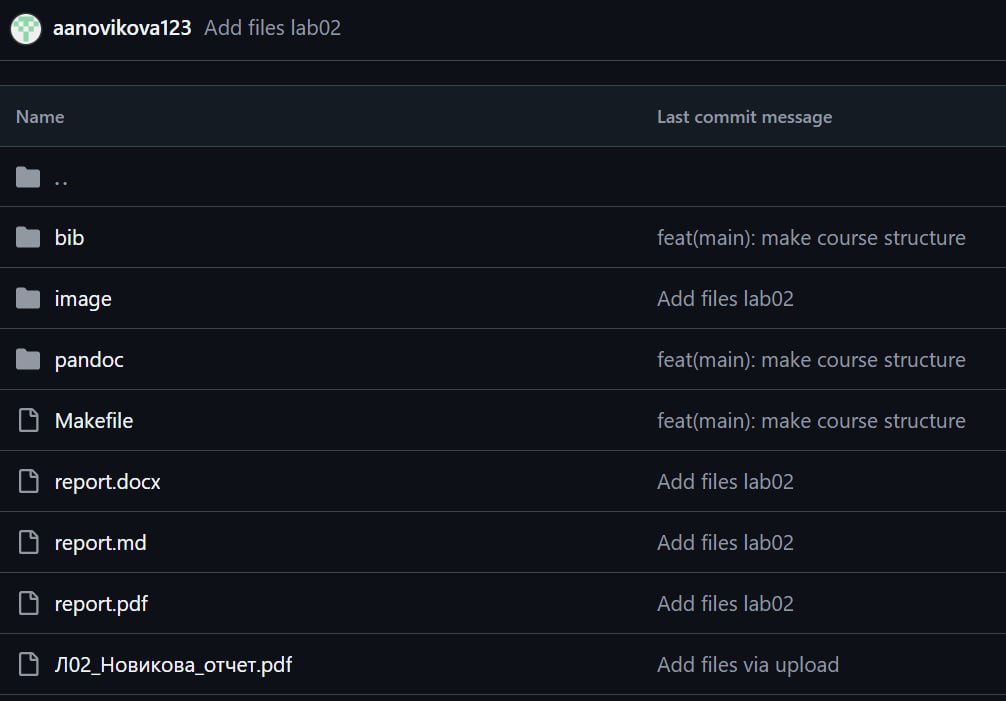 aanovikova123 Add files lab02
Name Last commit message
..
bib feat(main): make course structure
image Add files lab02
pandoc feat(main): make course structure
Makefile feat(main): make course structure
report.docx Add files lab02
report.md Add files lab02
report.pdf Add files lab02
Л02_Новикова_отчет.pdf Add files via upload